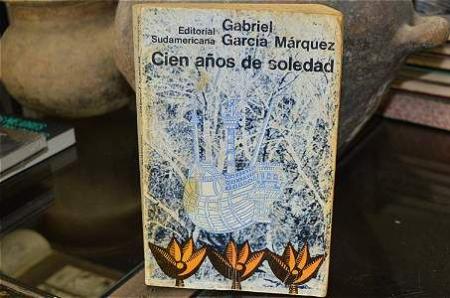 Editorial Gabriel
Sudamericana García Márquez
Cien años de soledad